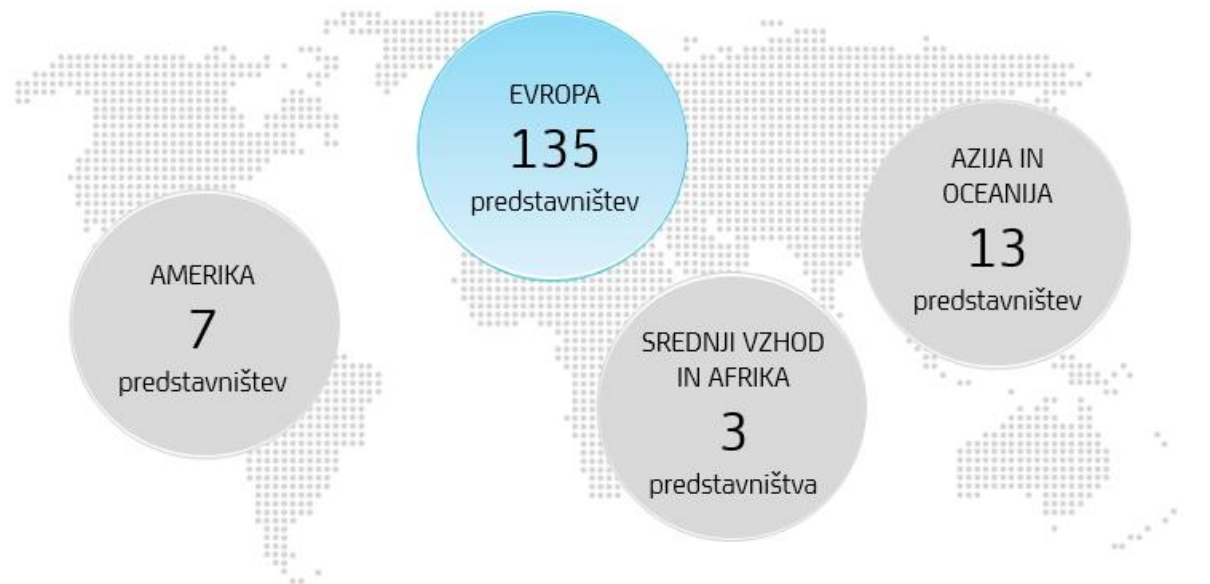 EVROPA
135
predstavništev
AZIJA IN
OCEANIJA
13
predstavništev
AMERIKA
7
predstavništev
SREDNJI VZHOD
IN AFRIKA
3
predstavništva